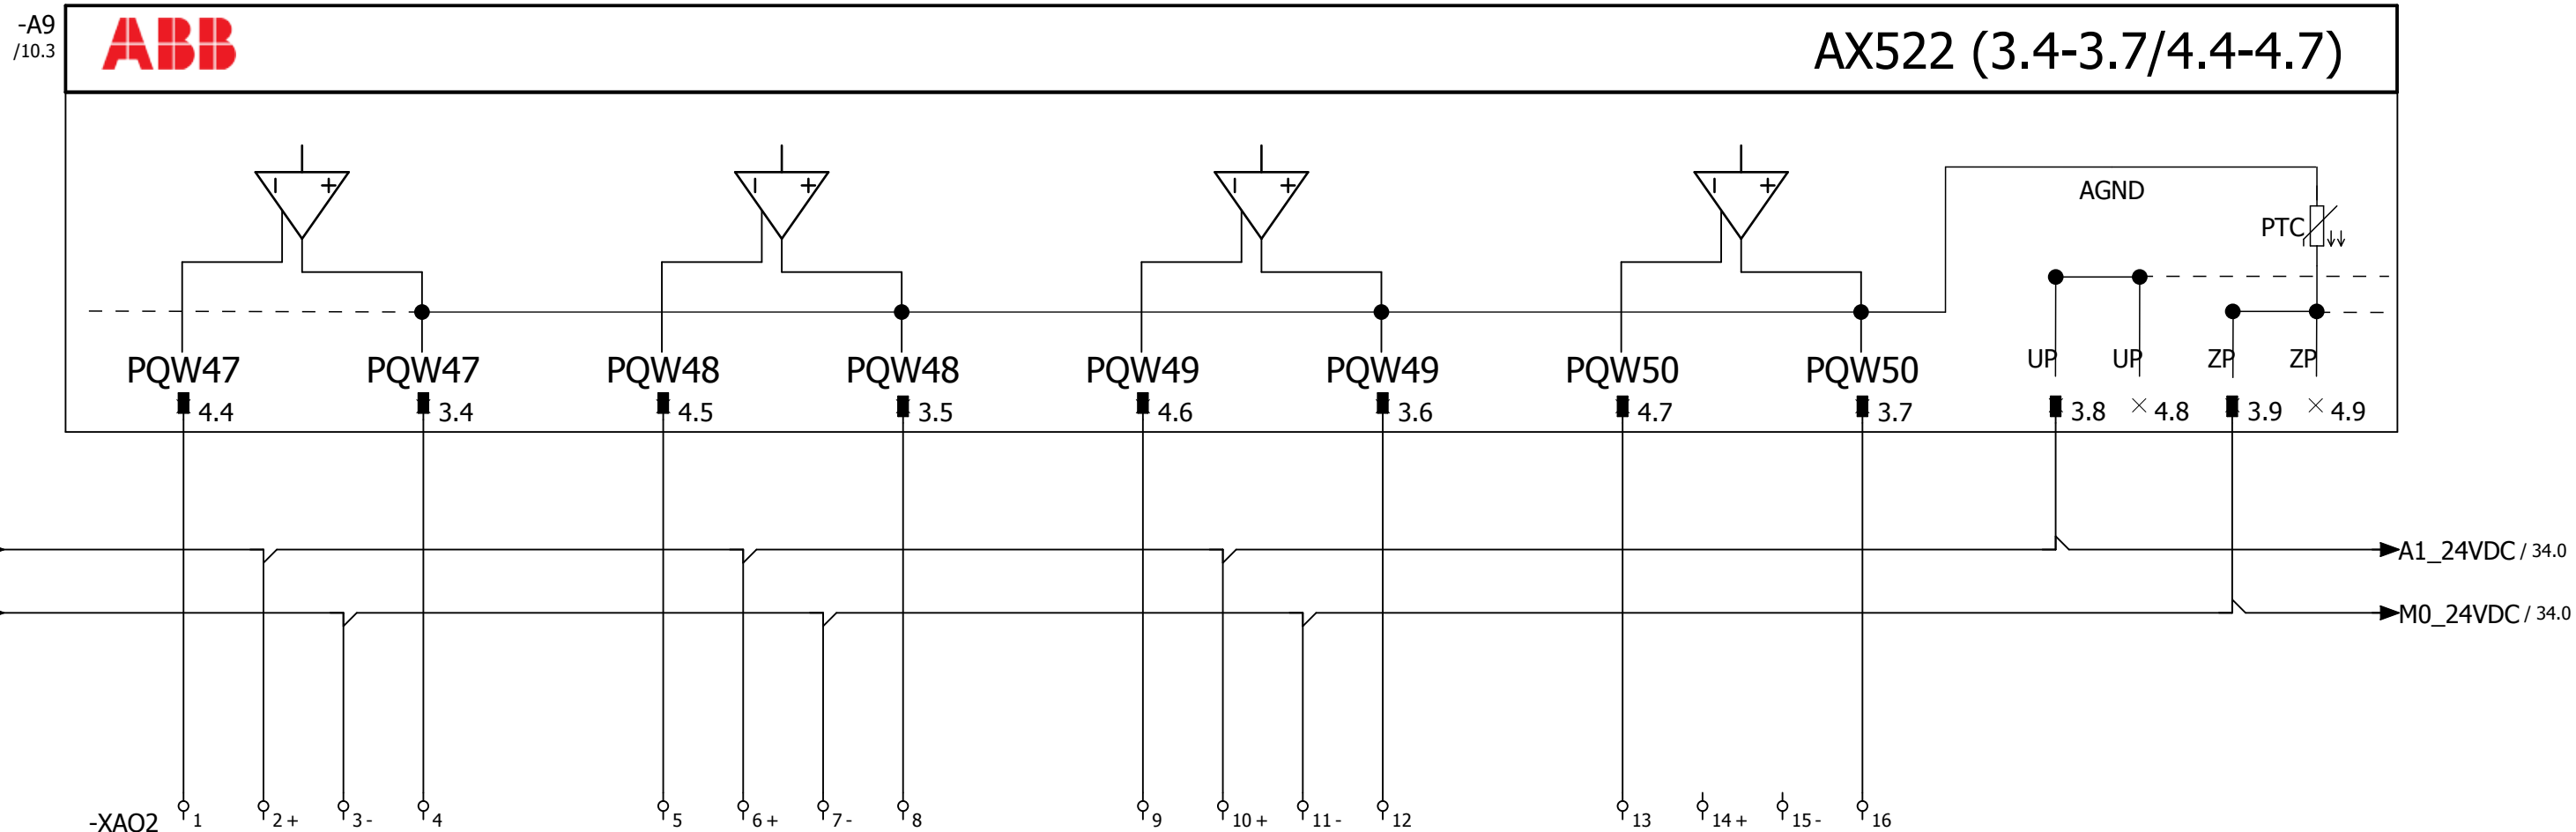 -A9
/10.3
ABB
AX522 (3.4-3.7/4.4-4.7)
AGND
PTC
UP UP ZP ZP
PQW47 PQW47 PQW48 PQW48 PQW49 PQW49 PQW50 PQW50
4.4 3.4 4.5 3.5 4.6 3.6 4.7 3.7 3.8 4.8 3.9 4.9
A1_24VDC / 34.0
M0_24VDC / 34.0
-XAO2 1 2 + 3 - 4 5 6 + 7 - 8 9 10 + 11 - 12 13 14 + 15 - 16